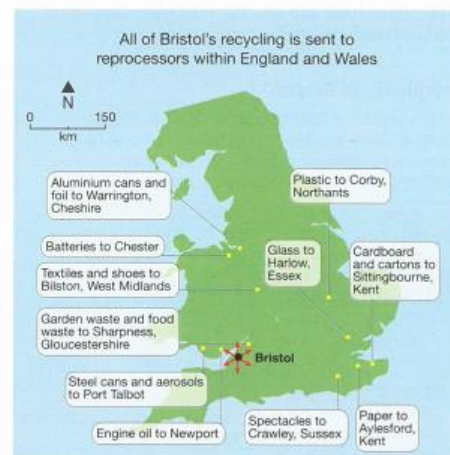 All of Bristol's recycling is sent to
reprocessors within England and Wales
N
0 150
km
Aluminium cans and
foil to Warrington,
Cheshire
Plastic to Corby,
Northants
Batteries to Chester
Glass to
Harlow,
Essex
Cardboard
and cartons to
Sittingbourne,
Kent
Textiles and shoes to
Bilston, West Midlands
Garden waste and food
waste to Sharpness,
Gloucestershire
Bristol
Steel cans and aerosols
to Port Talbot
Engine oil to Newport
Spectacles to
Crawley, Sussex
Paper to
Aylesford,
Kent